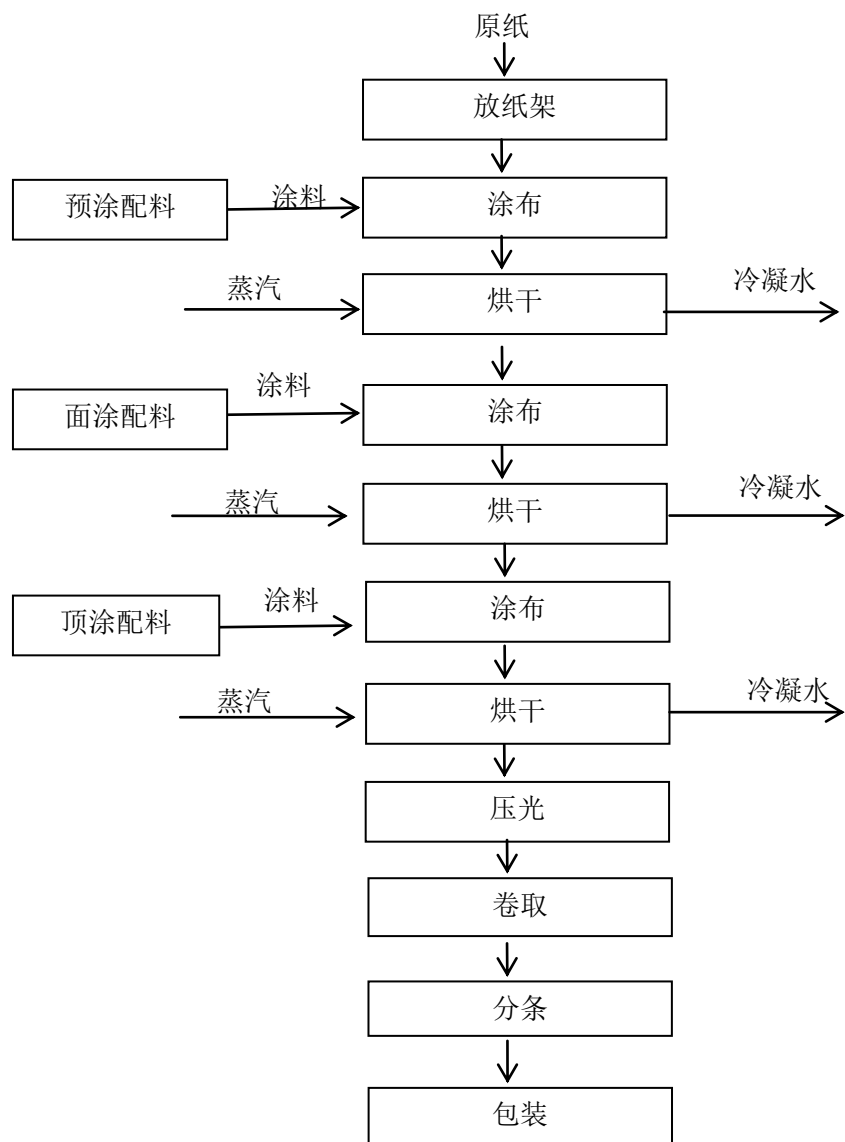 原纸
放纸架
预涂配料
涂料
涂布
蒸汽
烘干
冷凝水
面涂配料
涂料
涂布
蒸汽
烘干
冷凝水
顶涂配料
涂料
涂布
蒸汽
烘干
冷凝水
压光
卷取
分条
包装